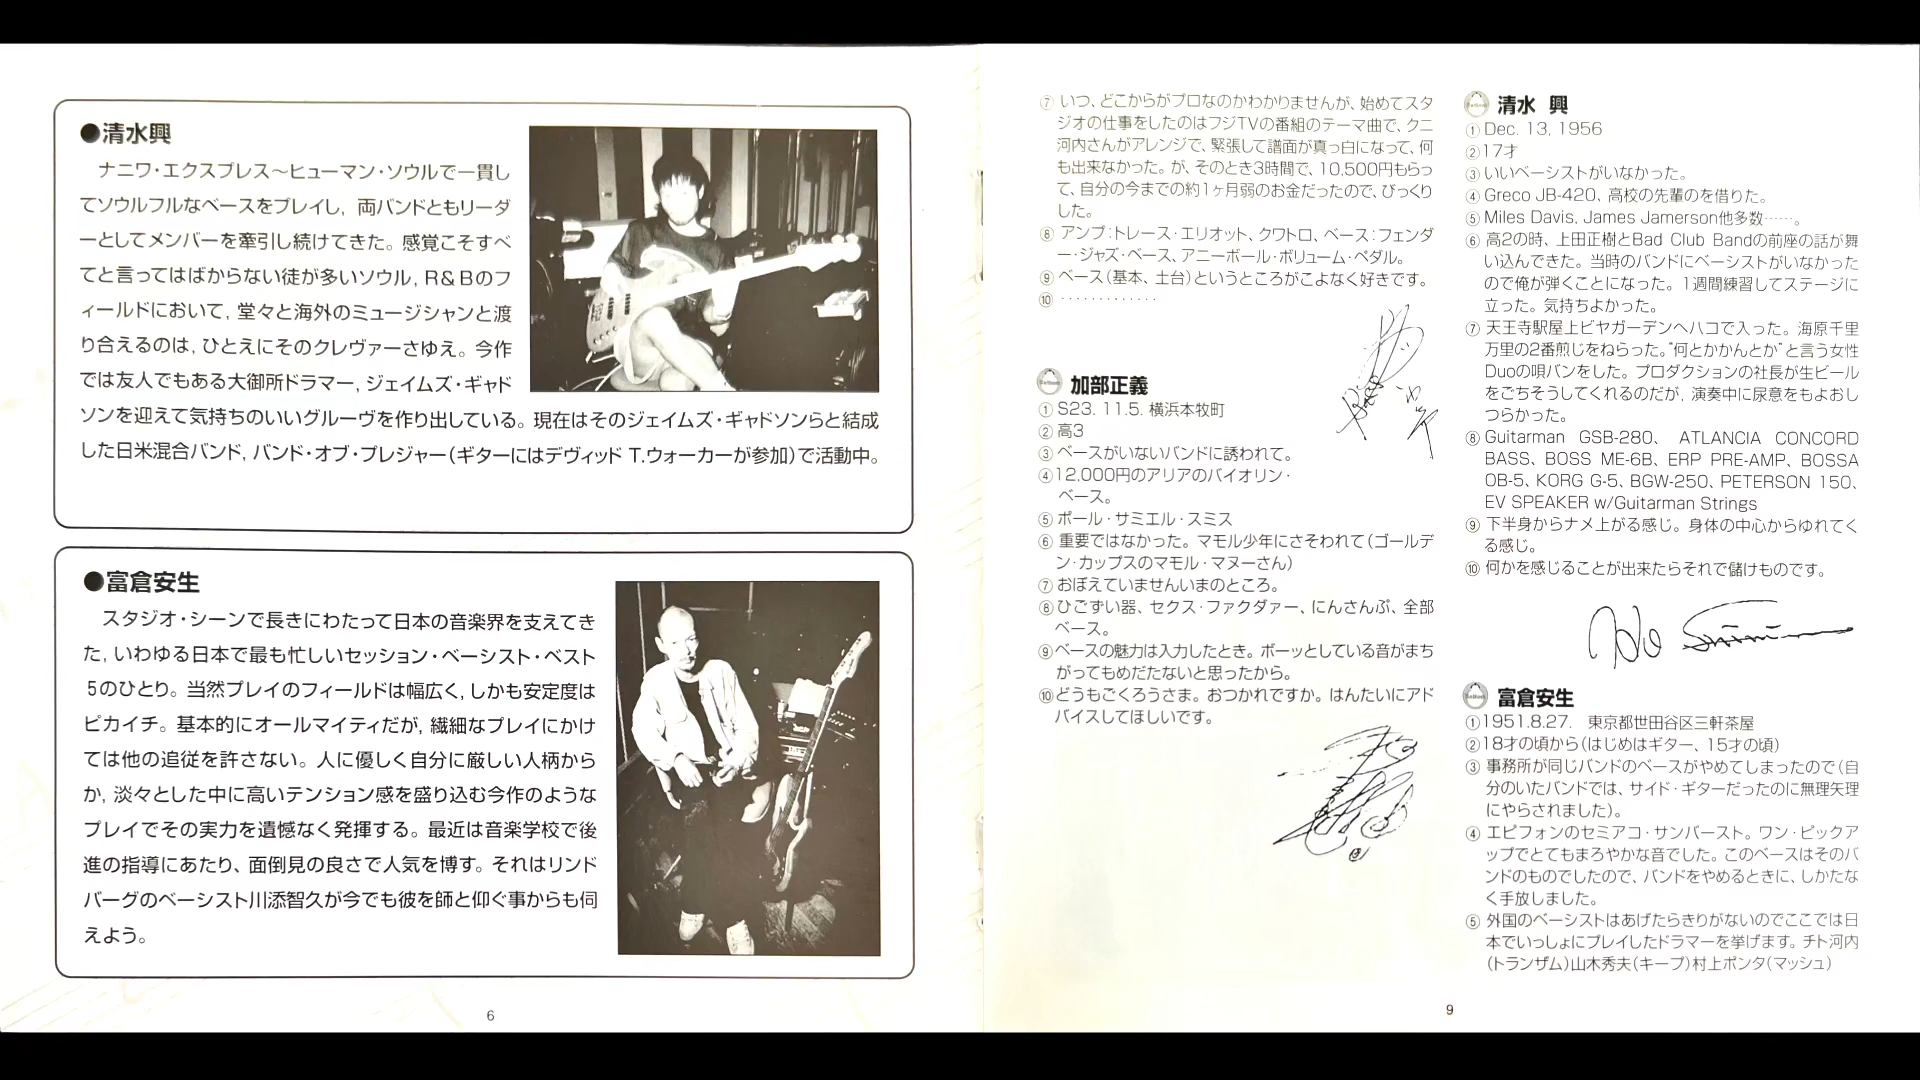 ●清水興
ナニワ・エクスプレス〜ヒューマン・ソウルで一貫し
てソウルフルなベースをプレイし，両バンドともリーダ
ーとしてメンバーを牽引し続けてきた。感覚こそすべ
てと言ってはばからない徒が多いソウル，R&Bのフ
ィールドにおいて，堂々と海外のミュージシャンと渡
り合えるのは，ひとえにそのクレヴァーさゆえ。今作
では友人でもある大御所ドラマー，ジェイムズ・ギャド
ソンを迎えて気持ちのいいグルーヴを作り出している。現在はそのジェイムズ・ギャドソンらと結成
した日米混合バンド，バンド・オブ・プレジャー（ギターにはデヴィッド T.ウォーカーが参加）で活動中。
●富倉安生
スタジオ・シーンで長きにわたって日本の音楽界を支えてき
た，いわゆる日本で最も忙しいセッション・ベーシスト・ベスト
5のひとり。当然プレイのフィールドは幅広く，しかも安定度は
ピカイチ。基本的にオールマイティだが，繊細なプレイにかけ
ては他の追従を許さない。人に優しく自分に厳しい人柄から
か，淡々とした中に高いテンション感を盛り込む今作のような
プレイでその実力を遺憾なく発揮する。最近は音楽学校で後
進の指導にあたり、面倒見の良さで人気を博す。それはリンド
バーグのベーシスト川添智久が今でも彼を師と仰ぐ事からも伺
えよう。
6
⑦ いつ、どこからがプロなのかわかりませんが、始めてスタ
ジオの仕事をしたのはフジTVの番組のテーマ曲で、クニ
河内さんがアレンジで、緊張して譜面が真っ白になって、何
も出来なかった。が、そのとき3時間で、10.500円もらっ
て、自分の今までの約1ヶ月弱のお金だったので、びっくり
した。
⑧ アンプ：トレース・エリオット、クワトロ、ベース：フェンダ
ー・ジャズ・ベース、アニーボール・ボリューム・ペダル。
⑨ ベース（基本、土台）というところがこよなく好きです。
⑩ ‥‥‥‥‥‥‥
加部正義
① S23. 11.5. 横浜本牧町
② 高3
③ ベースがいないバンドに誘われて。
④ 12,000円のアリアのバイオリン・
ベース。
⑤ ポール・サミエル・スミス
⑥ 重要ではなかった。マモル少年にさそわれて（ゴールデ
ン・カップスのマモル・マヌーさん）
⑦ おぼえていませんいまのところ。
⑧ ひごずい器、セクス・ファクダァー、にんさんぷ、全部
ベース。
⑨ ベースの魅力は入力したとき。ボーッとしている音がまち
がってもめだたないと思ったから。
⑩ どうもごくろうさま。おつかれですか。はんたいにアド
バイスしてほしいです。
清水 興
① Dec. 13, 1956
② 17才
③ いいベーシストがいなかった。
④ Greco JB-420、高校の先輩のを借りた。
⑤ Miles Davis, James Jamerson他多数……。
⑥ 高2の時、上田正樹とBad Club Bandの前座の話が舞
い込んできた。当時のバンドにベーシストがいなかった
ので俺が弾くことになった。1週間練習してステージに
立った。気持ちよかった。
⑦ 天王寺駅屋上ビヤガーデンへハコで入った。海原千里
万里の2番煎じをねらった。"何とかかんとか"と言う女性
Duoの唄バンをした。プロダクションの社長が生ビール
をごちそうしてくれるのだが，演奏中に尿意をもよおし
つらかった。
⑧ Guitarman GSB-280、 ATLANCIA CONCORD
BASS、BOSS ME-6B、ERP PRE-AMP、BOSSA
OB-5、KORG G-5、BGW-250、PETERSON 150、
EV SPEAKER w/Guitarman Strings
⑨ 下半身からナメ上がる感じ。身体の中心からゆれてく
る感じ。
⑩ 何かを感じることが出来たらそれで儲けものです。
富倉安生
① 1951.8.27. 東京都世田谷区三軒茶屋
② 18才の頃から（はじめはギター、15才の頃）
③ 事務所が同じバンドのベースがやめてしまったので（自
分のいたバンドでは、サイド・ギターだったのに無理矢理
にやらされました）。
④ エピフォンのセミアコ・サンバースト。ワン・ピックア
ップでとてもまろやかな音でした。このベースはそのバ
ンドのものでしたので、バンドをやめるときに、しかたな
く手放しました。
⑤ 外国のベーシストはあげたらきりがないのでここでは日
本でいっしょにプレイしたドラマーを挙げます。チト河内
（トランザム）山木秀夫（キープ）村上ポンタ（マッシュ）
9